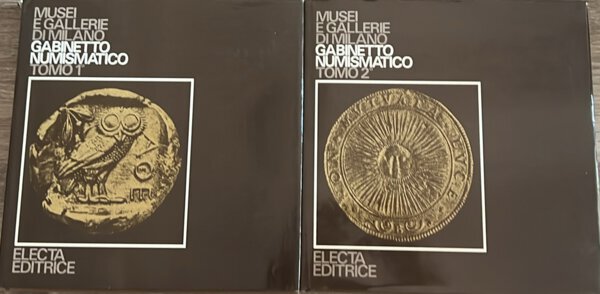 MUSEI
E GALLERIE
DI MILANO
GABINETTO
NUMISMATICO
TOMO 1°
ELECTA
EDITRICE
MUSEI
E GALLERIE
DI MILANO
GABINETTO
NUMISMATICO
TOMO 2°
ELECTA
EDITRICE